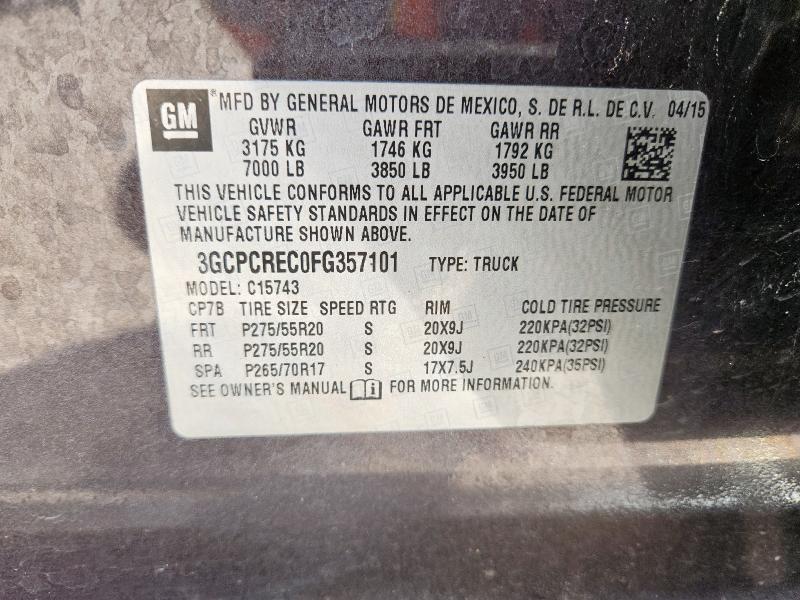 GM
*MFD BY GENERAL MOTORS DE MEXICO, S. DE R.L. DE C.V. 04/15
GVWR GAWR FRT GAWR RR
3175 KG 1746 KG 1792 KG
7000 LB 3850 LB 3950 LB
THIS VEHICLE CONFORMS TO ALL APPLICABLE U.S. FEDERAL MOTOR
VEHICLE SAFETY STANDARDS IN EFFECT ON THE DATE OF
MANUFACTURE SHOWN ABOVE.
3GCPCREC0FG357101 TYPE: TRUCK
MODEL: C15743
CP7B TIRE SIZE SPEED RTG RIM COLD TIRE PRESSURE
FRT P275/55R20 S 20X9J 220KPA(32PSI)
RR P275/55R20 S 20X9J 220KPA(32PSI)
SPA P265/70R17 S 17X7.5J 240KPA(35PSI)
SEE OWNER'S MANUAL FOR MORE INFORMATION.